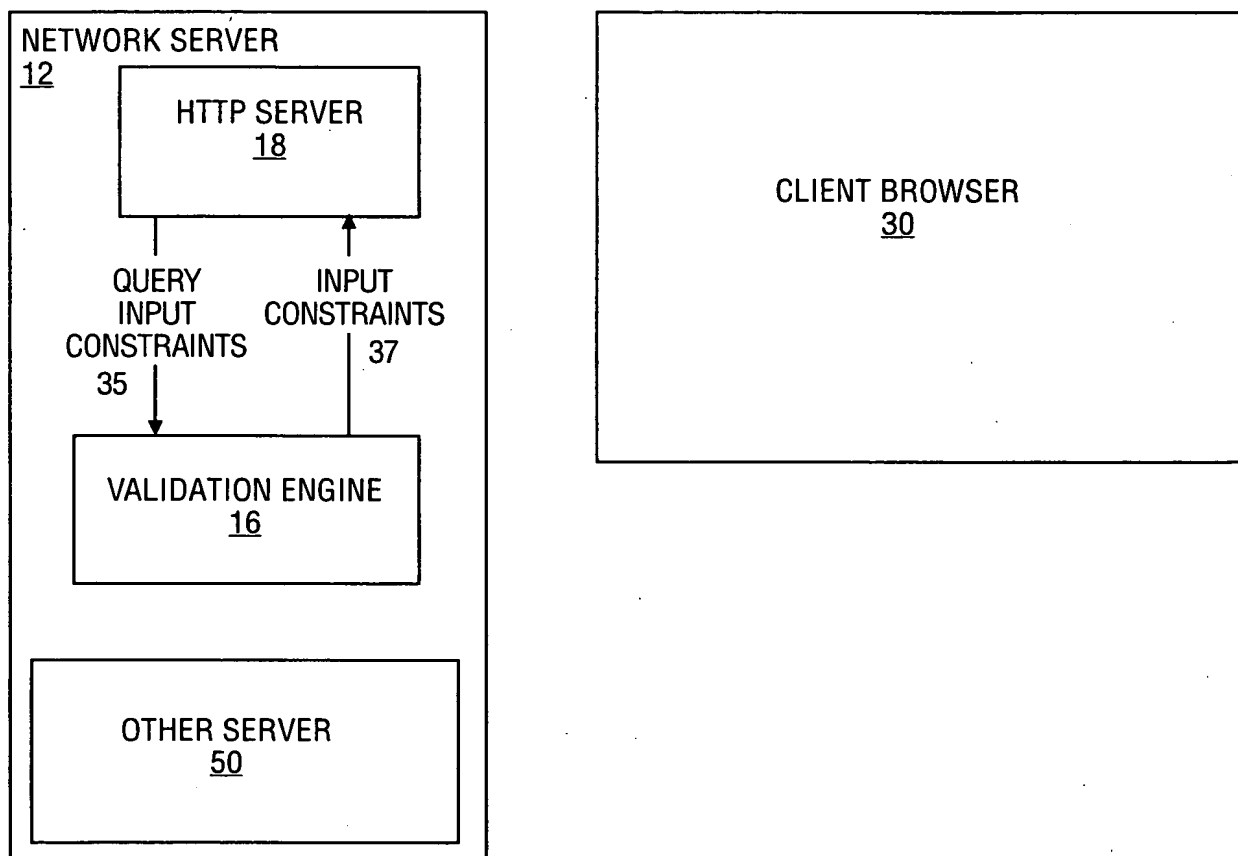 NETWORK SERVER
12
HTTP SERVER
18
CLIENT BROWSER
30
QUERY
INPUT
CONSTRAINTS
35
INPUT
CONSTRAINTS
37
VALIDATION ENGINE
16
OTHER SERVER
50